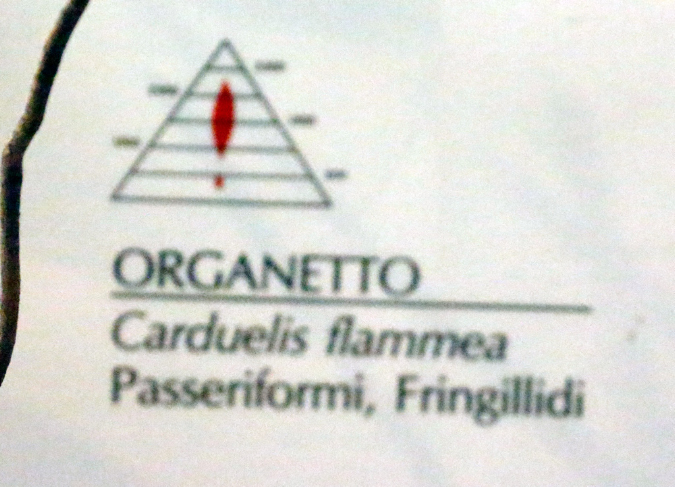 ORGANETTO
Carduelis flammea
Passeriformi, Fringillidi